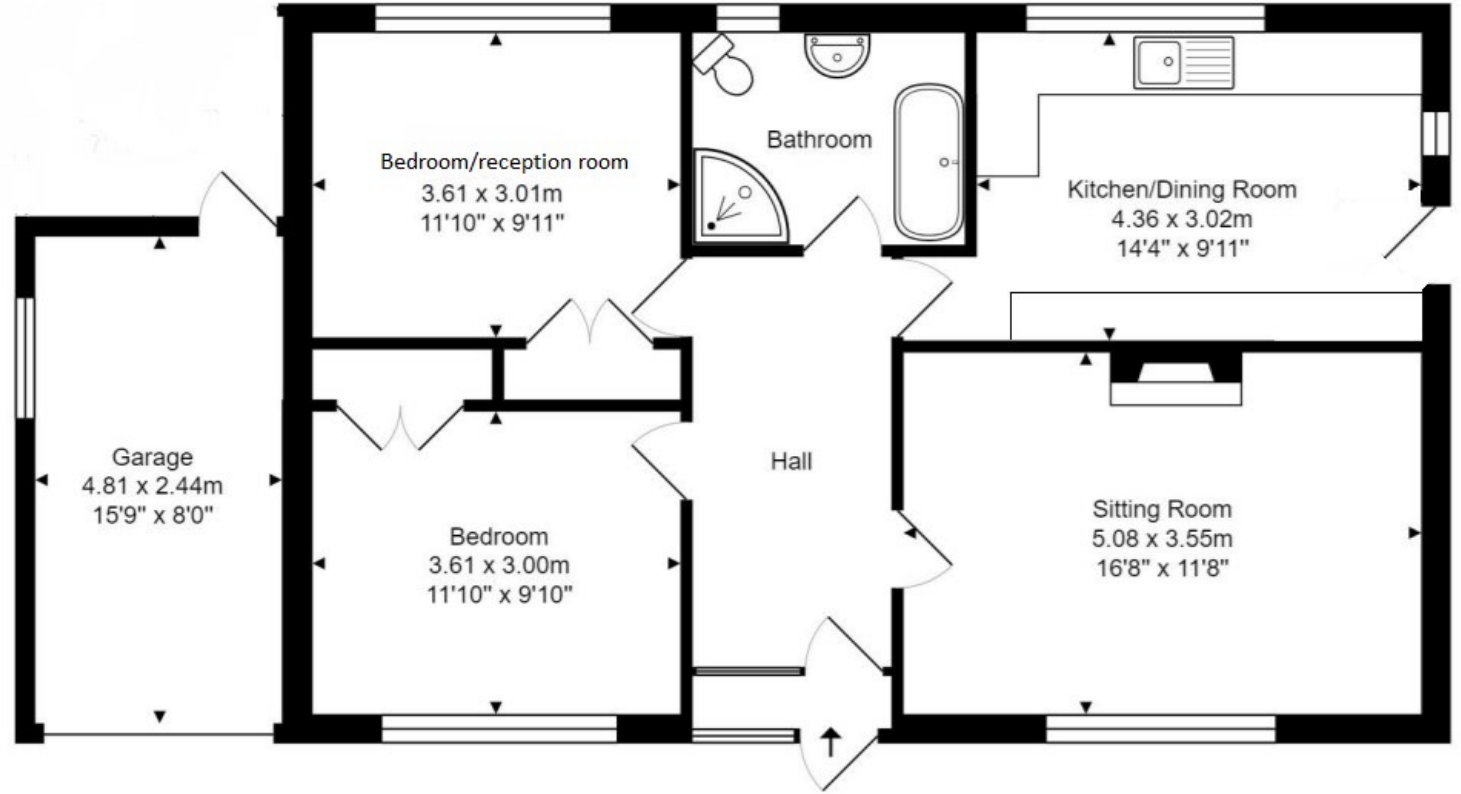 Bedroom/reception room
3.61 x 3.01m
11'10" x 9'11"
Bathroom
Kitchen/Dining Room
4.36 x 3.02m
14'4" x 9'11"
Garage
4.81 x 2.44m
15'9" x 8'0"
Bedroom
3.61 x 3.00m
11'10" x 9'10"
Hall
Sitting Room
5.08 x 3.55m
16'8" x 11'8"